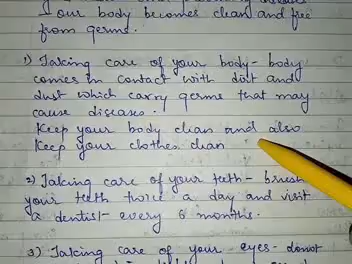 our body becomes clean and free
from germs.
1) Taking care of your body - body
comes in contact with dirt and
dust which carry germs that may
cause diseases.
Keep your body clean and also
Keep your clothes clean
2) Taking care of your teeth - brush
your teeth twice a day and visit
a dentist every 6 months.
3) Taking care of your eyes - donot